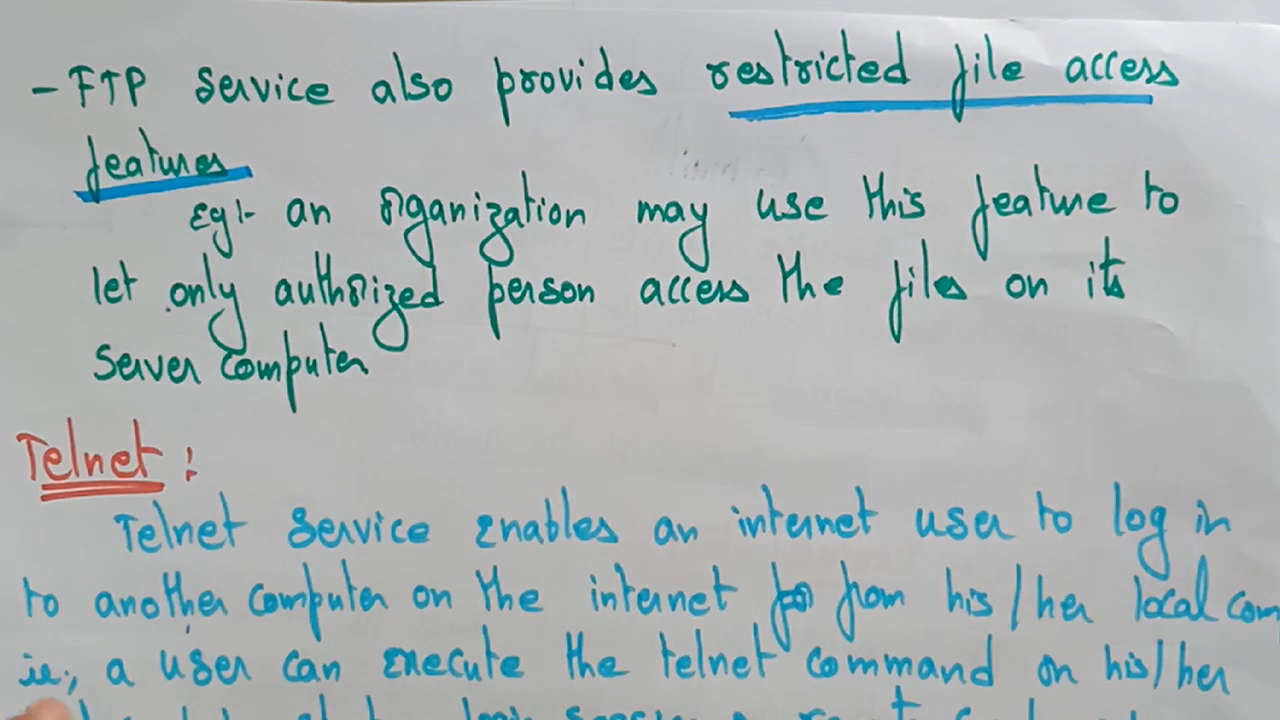 - FTP service also provides restricted file access
features
Eg:- an organization may use this feature to
let only authorized person access the files on its
server computer
Telnet:
Telnet service enables an internet user to log in
to another computer on the internet from his/her local com
ie., a user can execute the telnet command on his/her